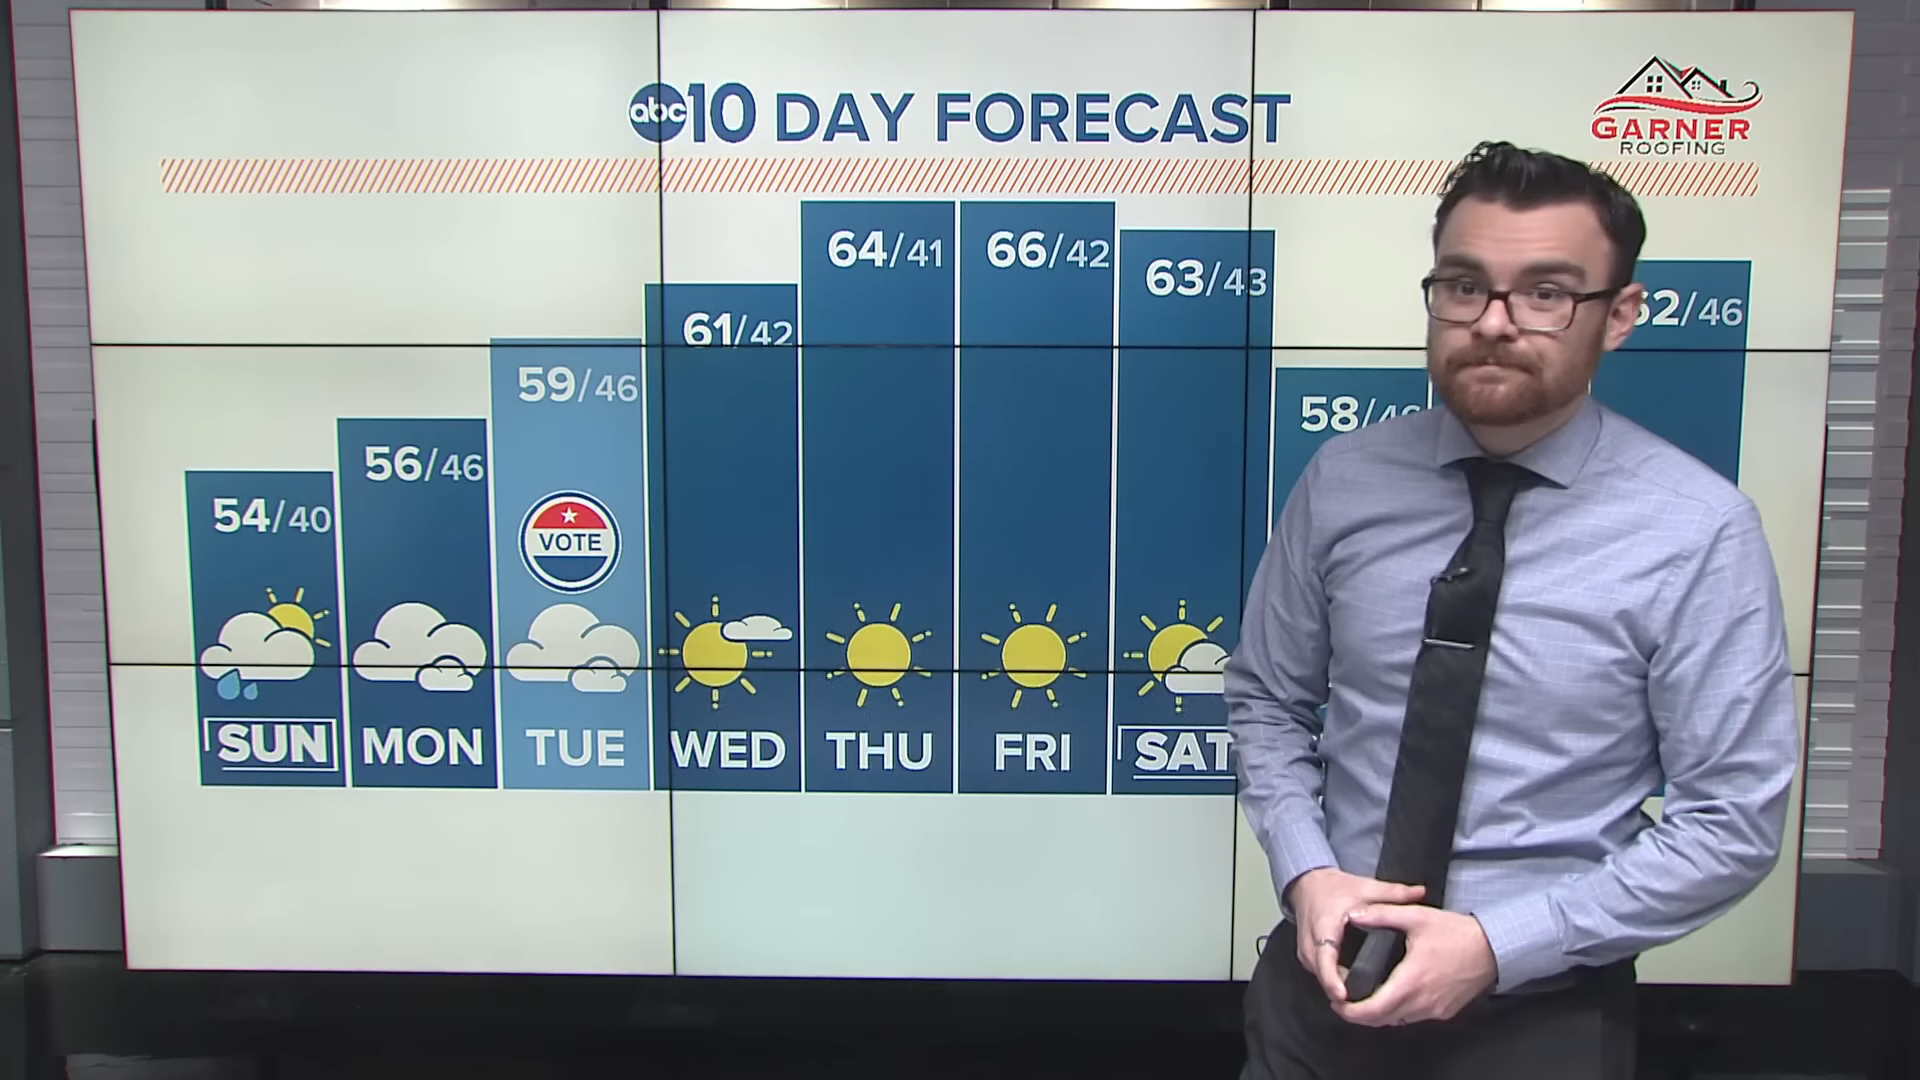 abc10 DAY FORECAST
GARNER
ROOFING
54/40
56/46
59/46
61/42
64/41
66/42
63/43
58/46
62/46
VOTE
SUN
MON
TUE
WED
THU
FRI
SAT